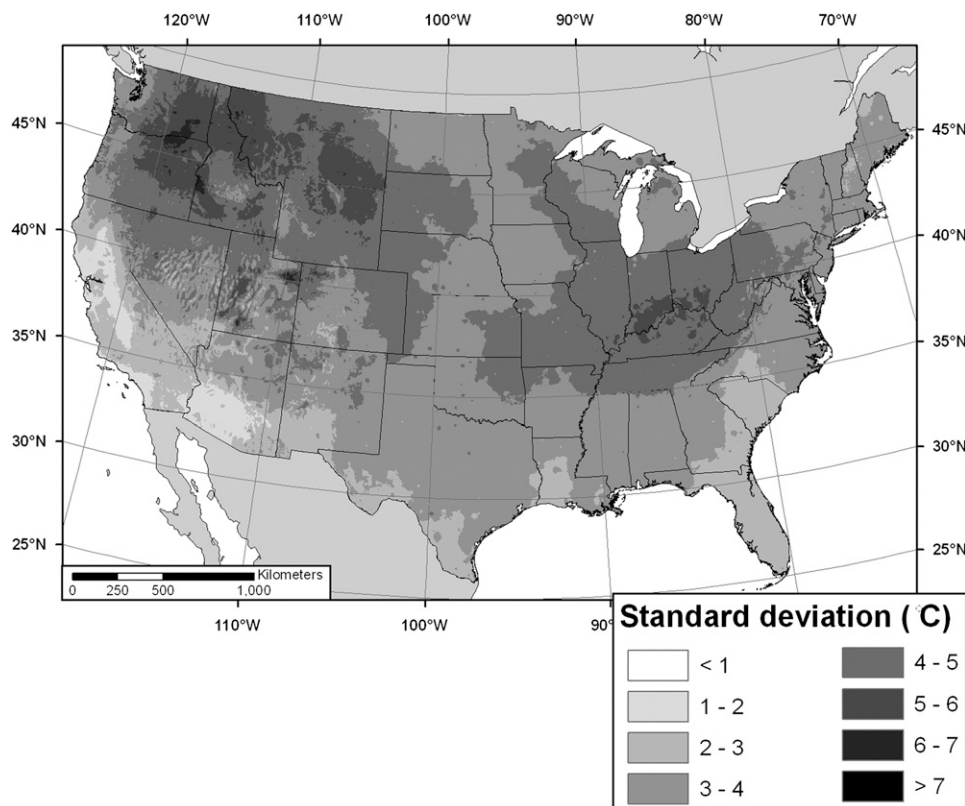 120°W 110°W 100°W 90°W 80°W 70°W
45°N 45°N
40°N 40°N
35°N 35°N
30°N 30°N
25°N 25°N
Kilometers
0 250 500 1,000
110°W 100°W 90°
Standard deviation ( C)
< 1 4 - 5
1 - 2 5 - 6
2 - 3 6 - 7
3 - 4 > 7